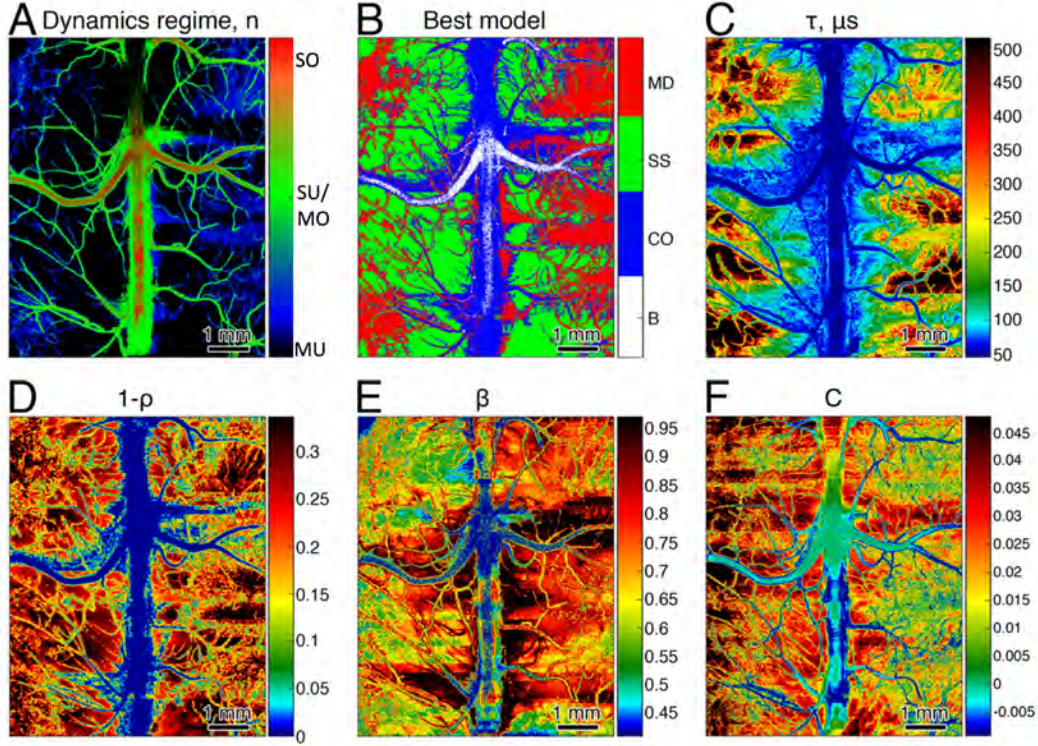 A Dynamics regime, n
SO
SU/
MO
MU
1 mm
B Best model
MD
SS
CO
B
1 mm
C τ, μs
500
450
400
350
300
250
200
150
100
50
1 mm
D 1-ρ
0.3
0.25
0.2
0.15
0.1
0.05
0
1 mm
E β
0.95
0.9
0.85
0.8
0.75
0.7
0.65
0.6
0.55
0.5
0.45
1 mm
F C
0.045
0.04
0.035
0.03
0.025
0.02
0.015
0.01
0.005
0
-0.005
1 mm